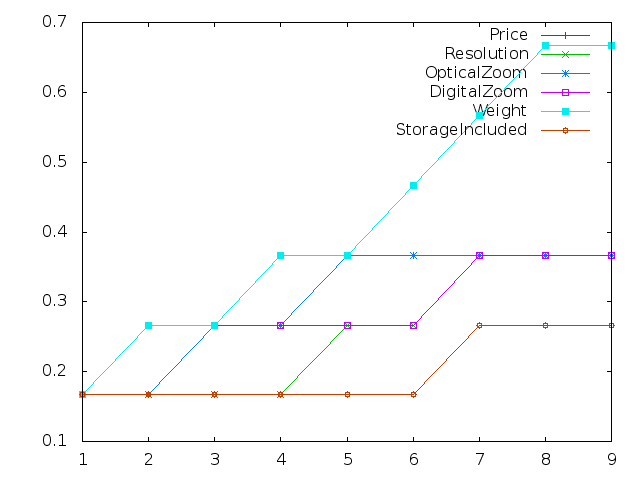 0.7
Price
Resolution
0.6
OpticalZoom
DigitalZoom
Weight
StorageIncluded
0.5
0.4
0.3
0.2
0.1
1 2 3 4 5 6 7 8 9